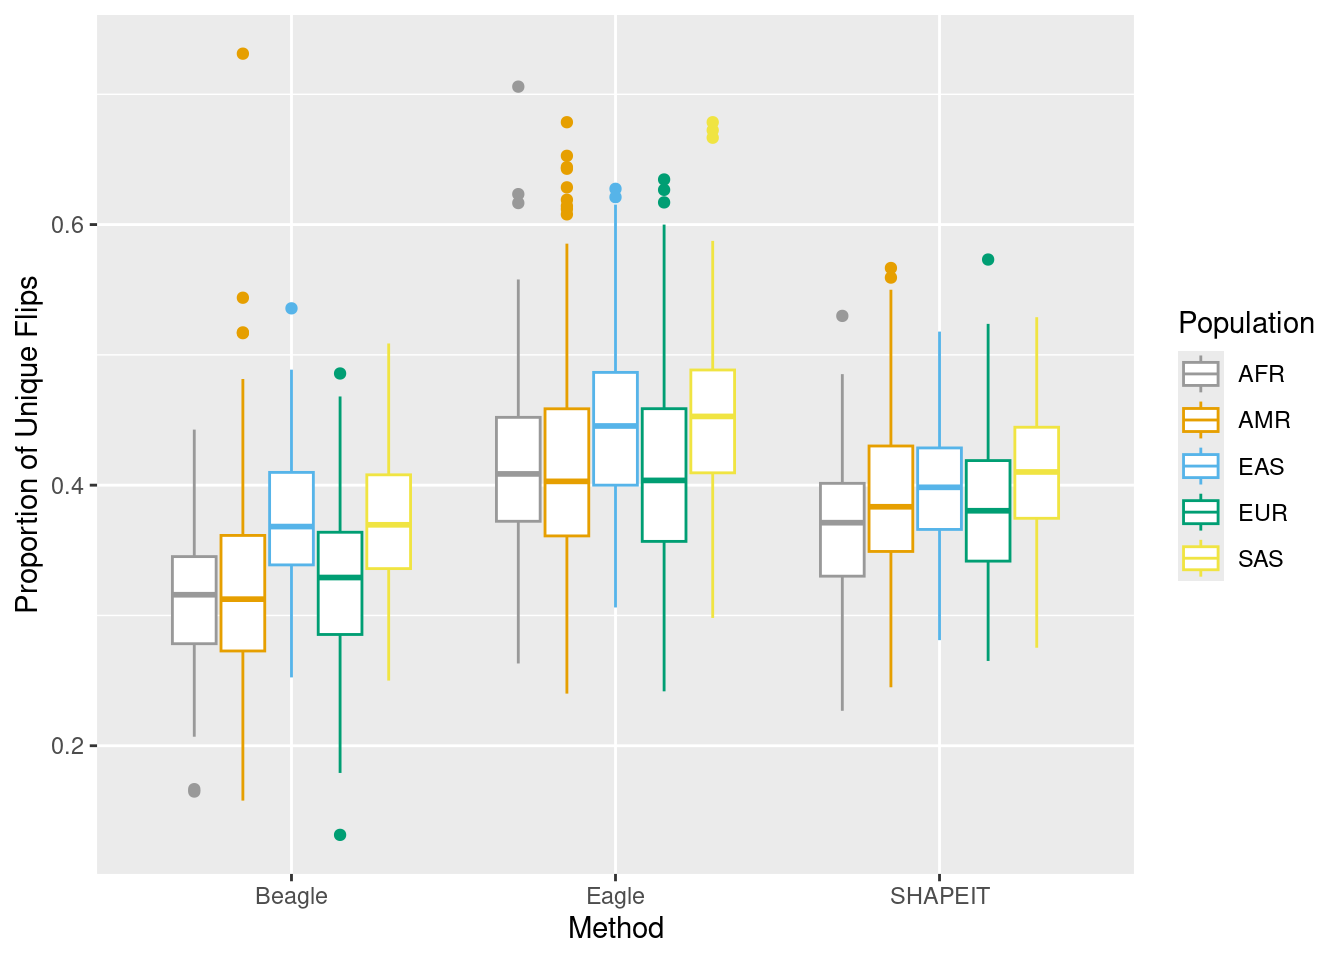 Proportion of Unique Flips
0.6
0.4
0.2
Beagle
Eagle
SHAPEIT
Method
Population
AFR
AMR
EAS
EUR
SAS